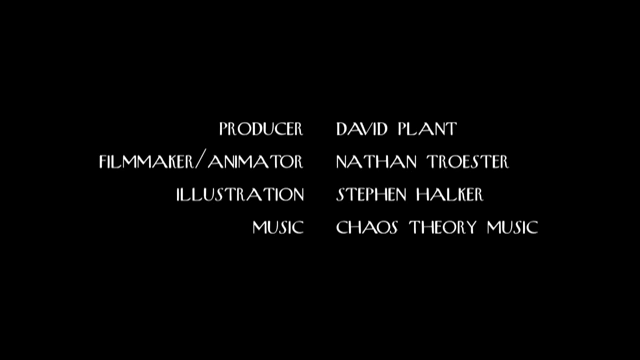 PRODUCER DAVID PLANT
FILMMAKER/ANIMATOR NATHAN TROESTER
ILLUSTRATION STEPHEN HALKER
MUSIC CHAOS THEORY MUSIC